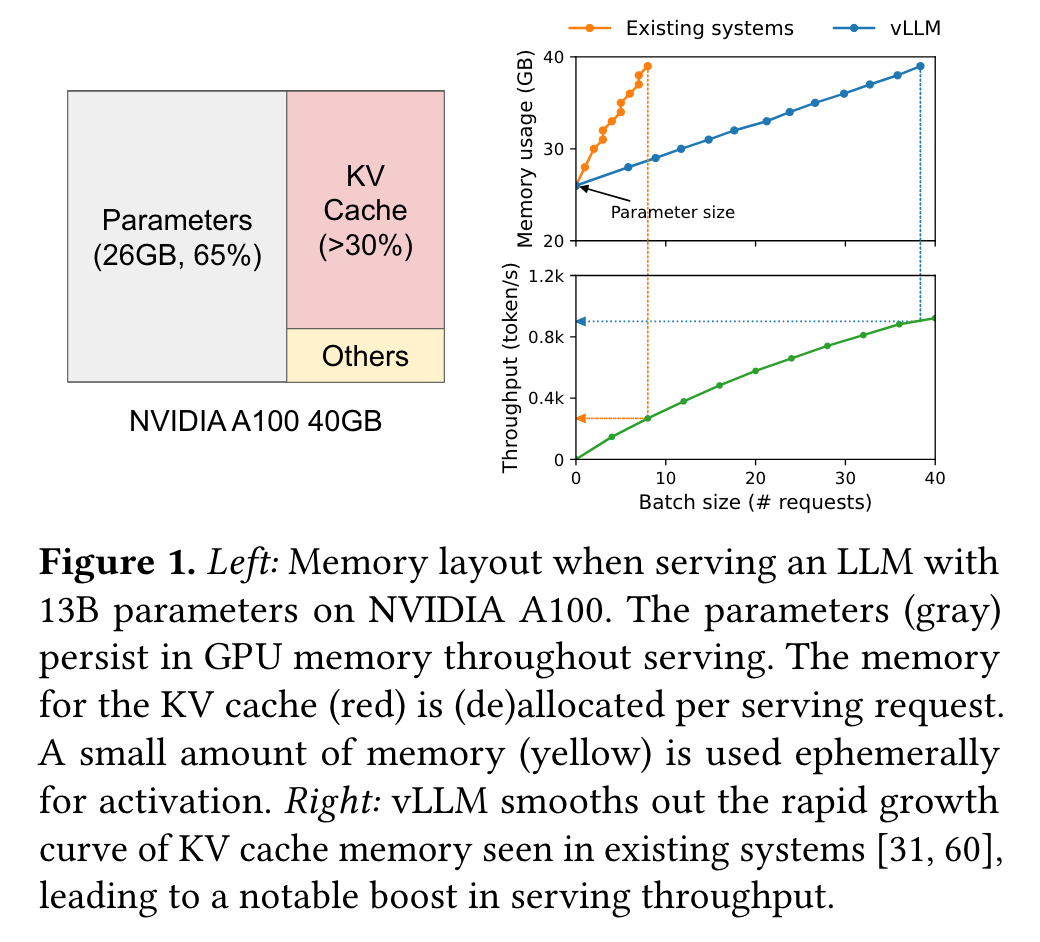 Parameters
(26GB, 65%)
KV
Cache
(>30%)
Others
NVIDIA A100 40GB
Existing systems
vLLM
Memory usage (GB)
40
30
20
Parameter size
Throughput (token/s)
1.2k
0.8k
0.4k
0
0
10
20
30
40
Batch size (# requests)
Figure 1. Left: Memory layout when serving an LLM with
13B parameters on NVIDIA A100. The parameters (gray)
persist in GPU memory throughout serving. The memory
for the KV cache (red) is (de)allocated per serving request.
A small amount of memory (yellow) is used ephemerally
for activation. Right: vLLM smooths out the rapid growth
curve of KV cache memory seen in existing systems [31, 60],
leading to a notable boost in serving throughput.